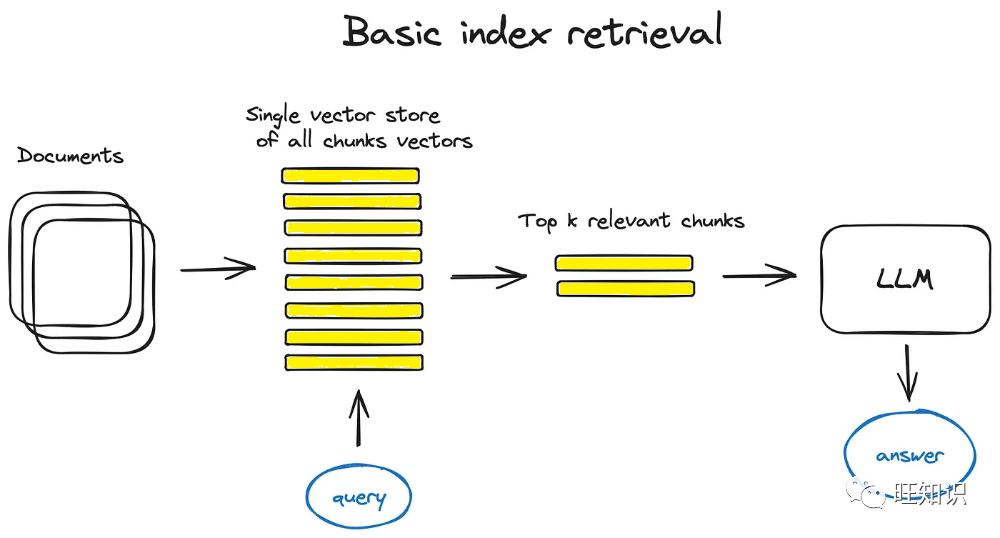 Basic index retrieval
Single vector store
of all chunks vectors
Documents
Top k relevant chunks
LLM
query
answer
旺知识